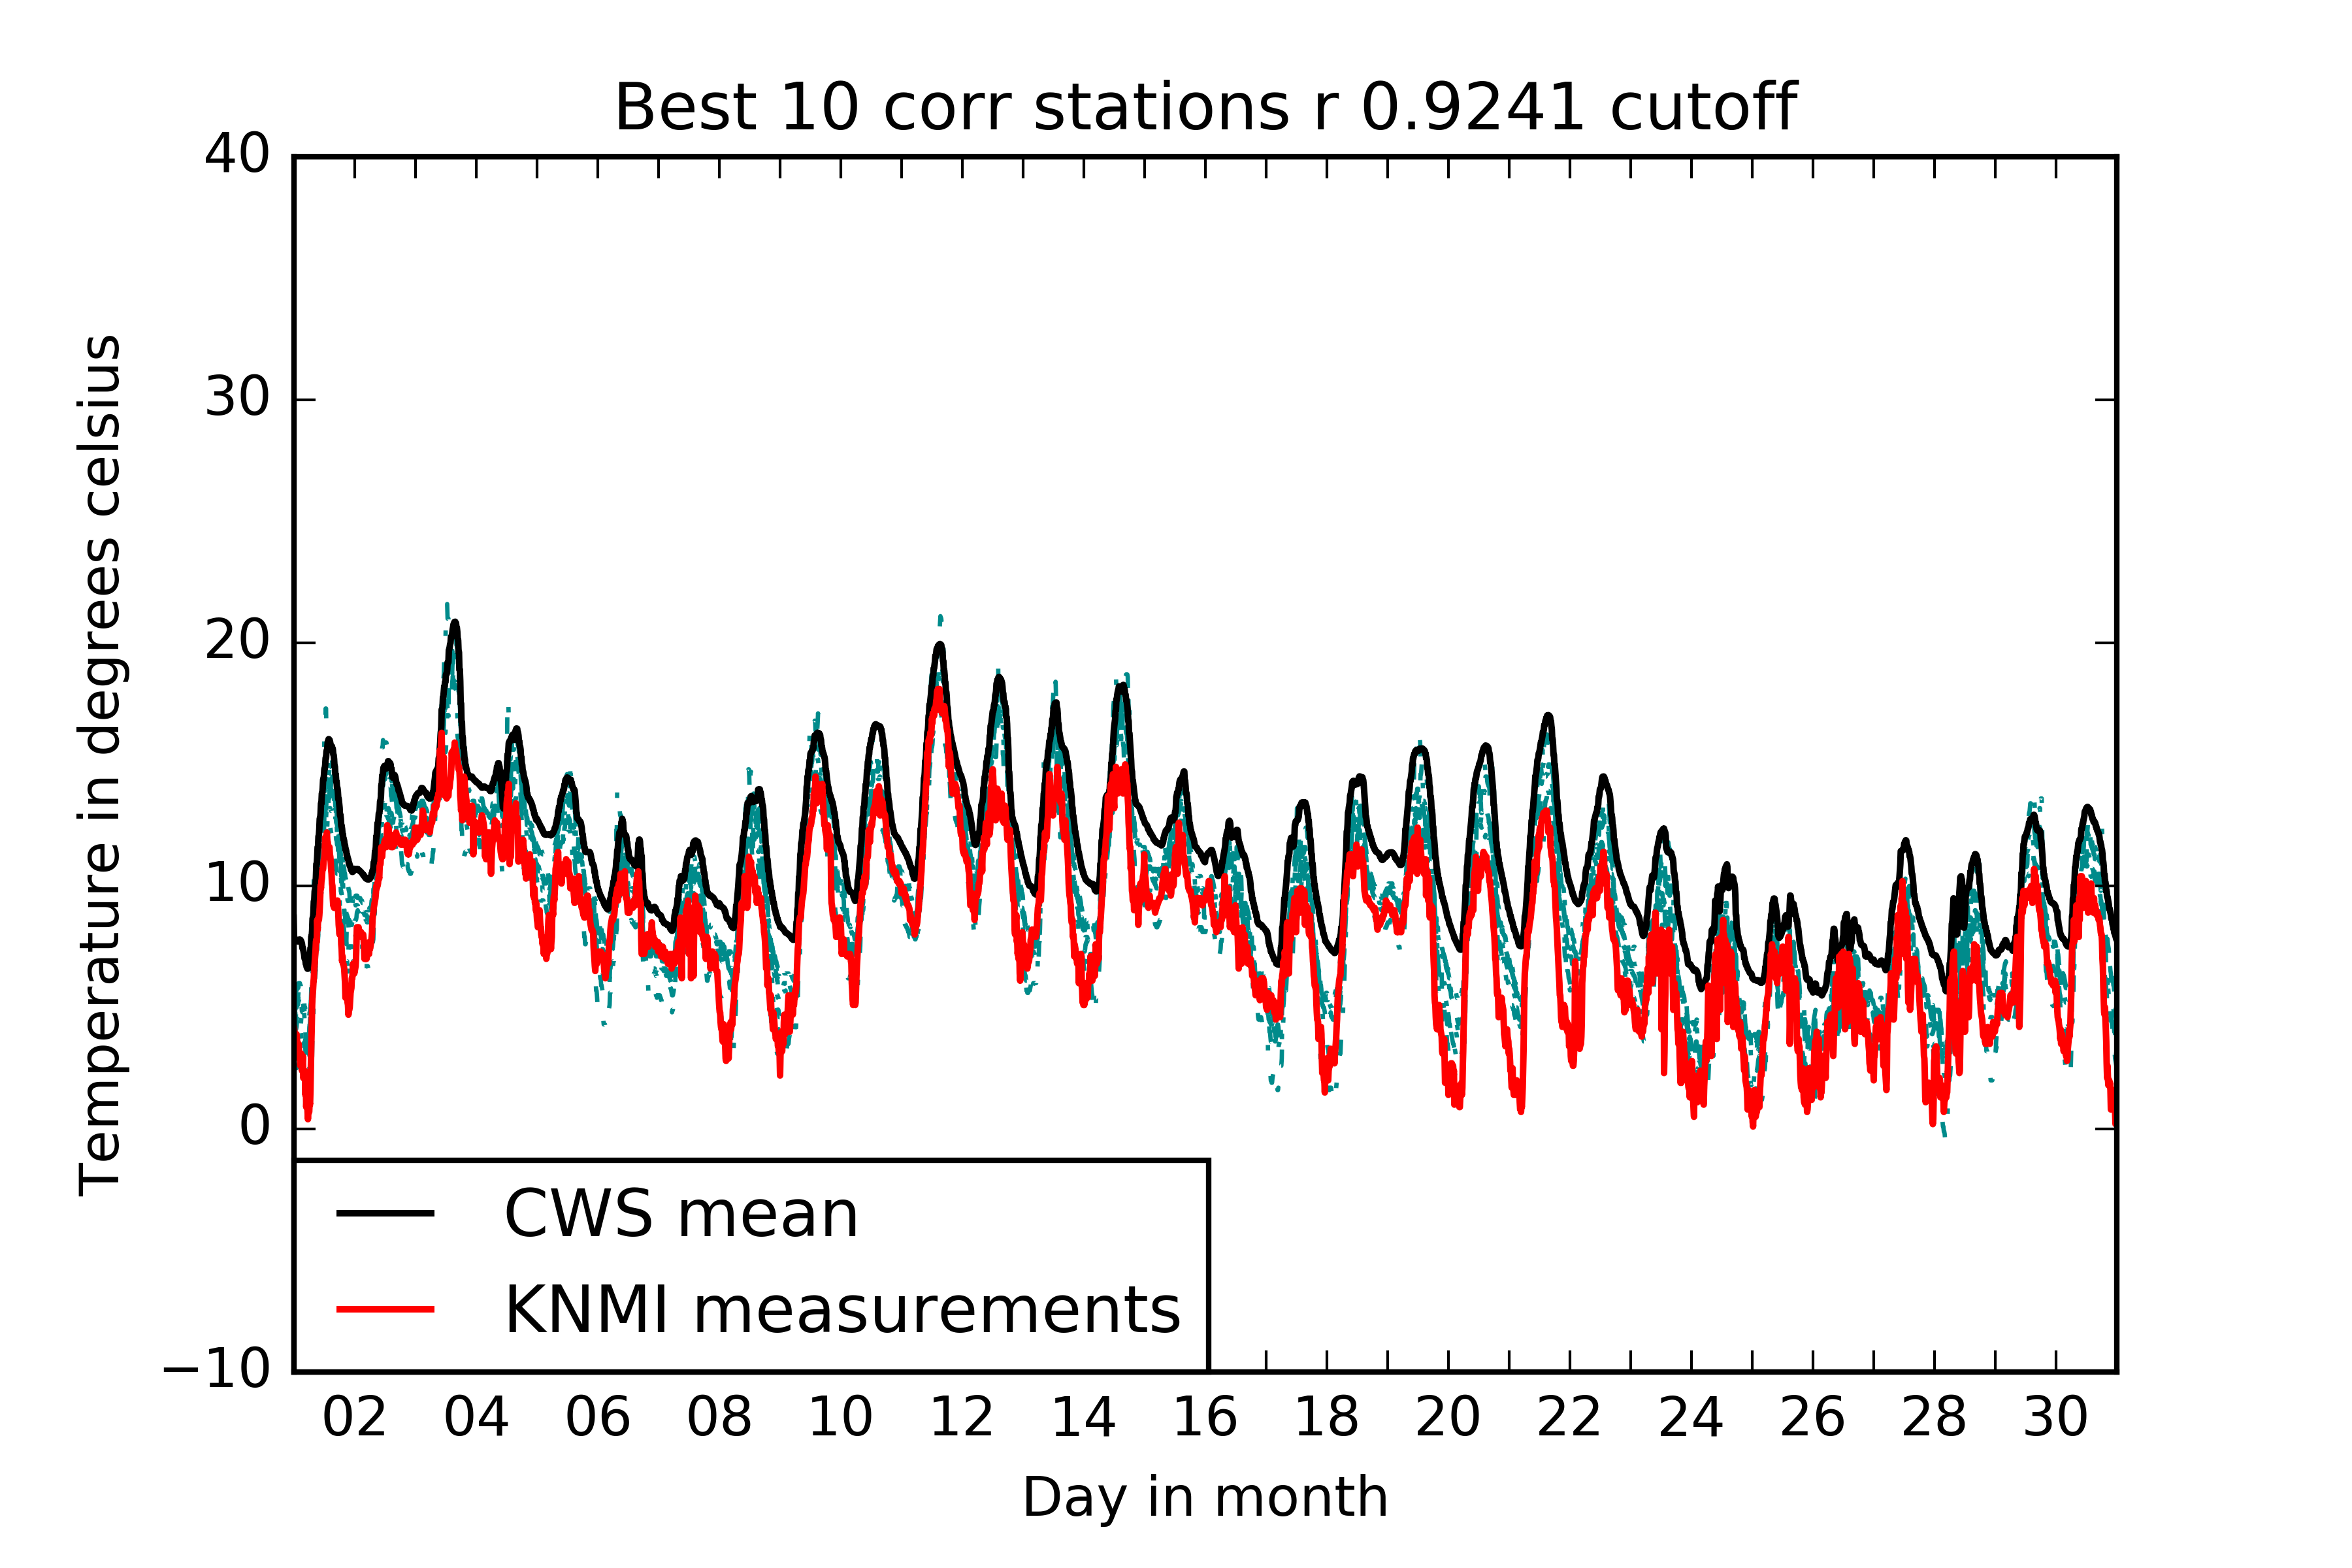 Best 10 corr stations r 0.9241 cutoff
40
30
20
10
0
−10
Temperature in degrees celsius
CWS mean
KNMI measurements
02 04 06 08 10 12 14 16 18 20 22 24 26 28 30
Day in month